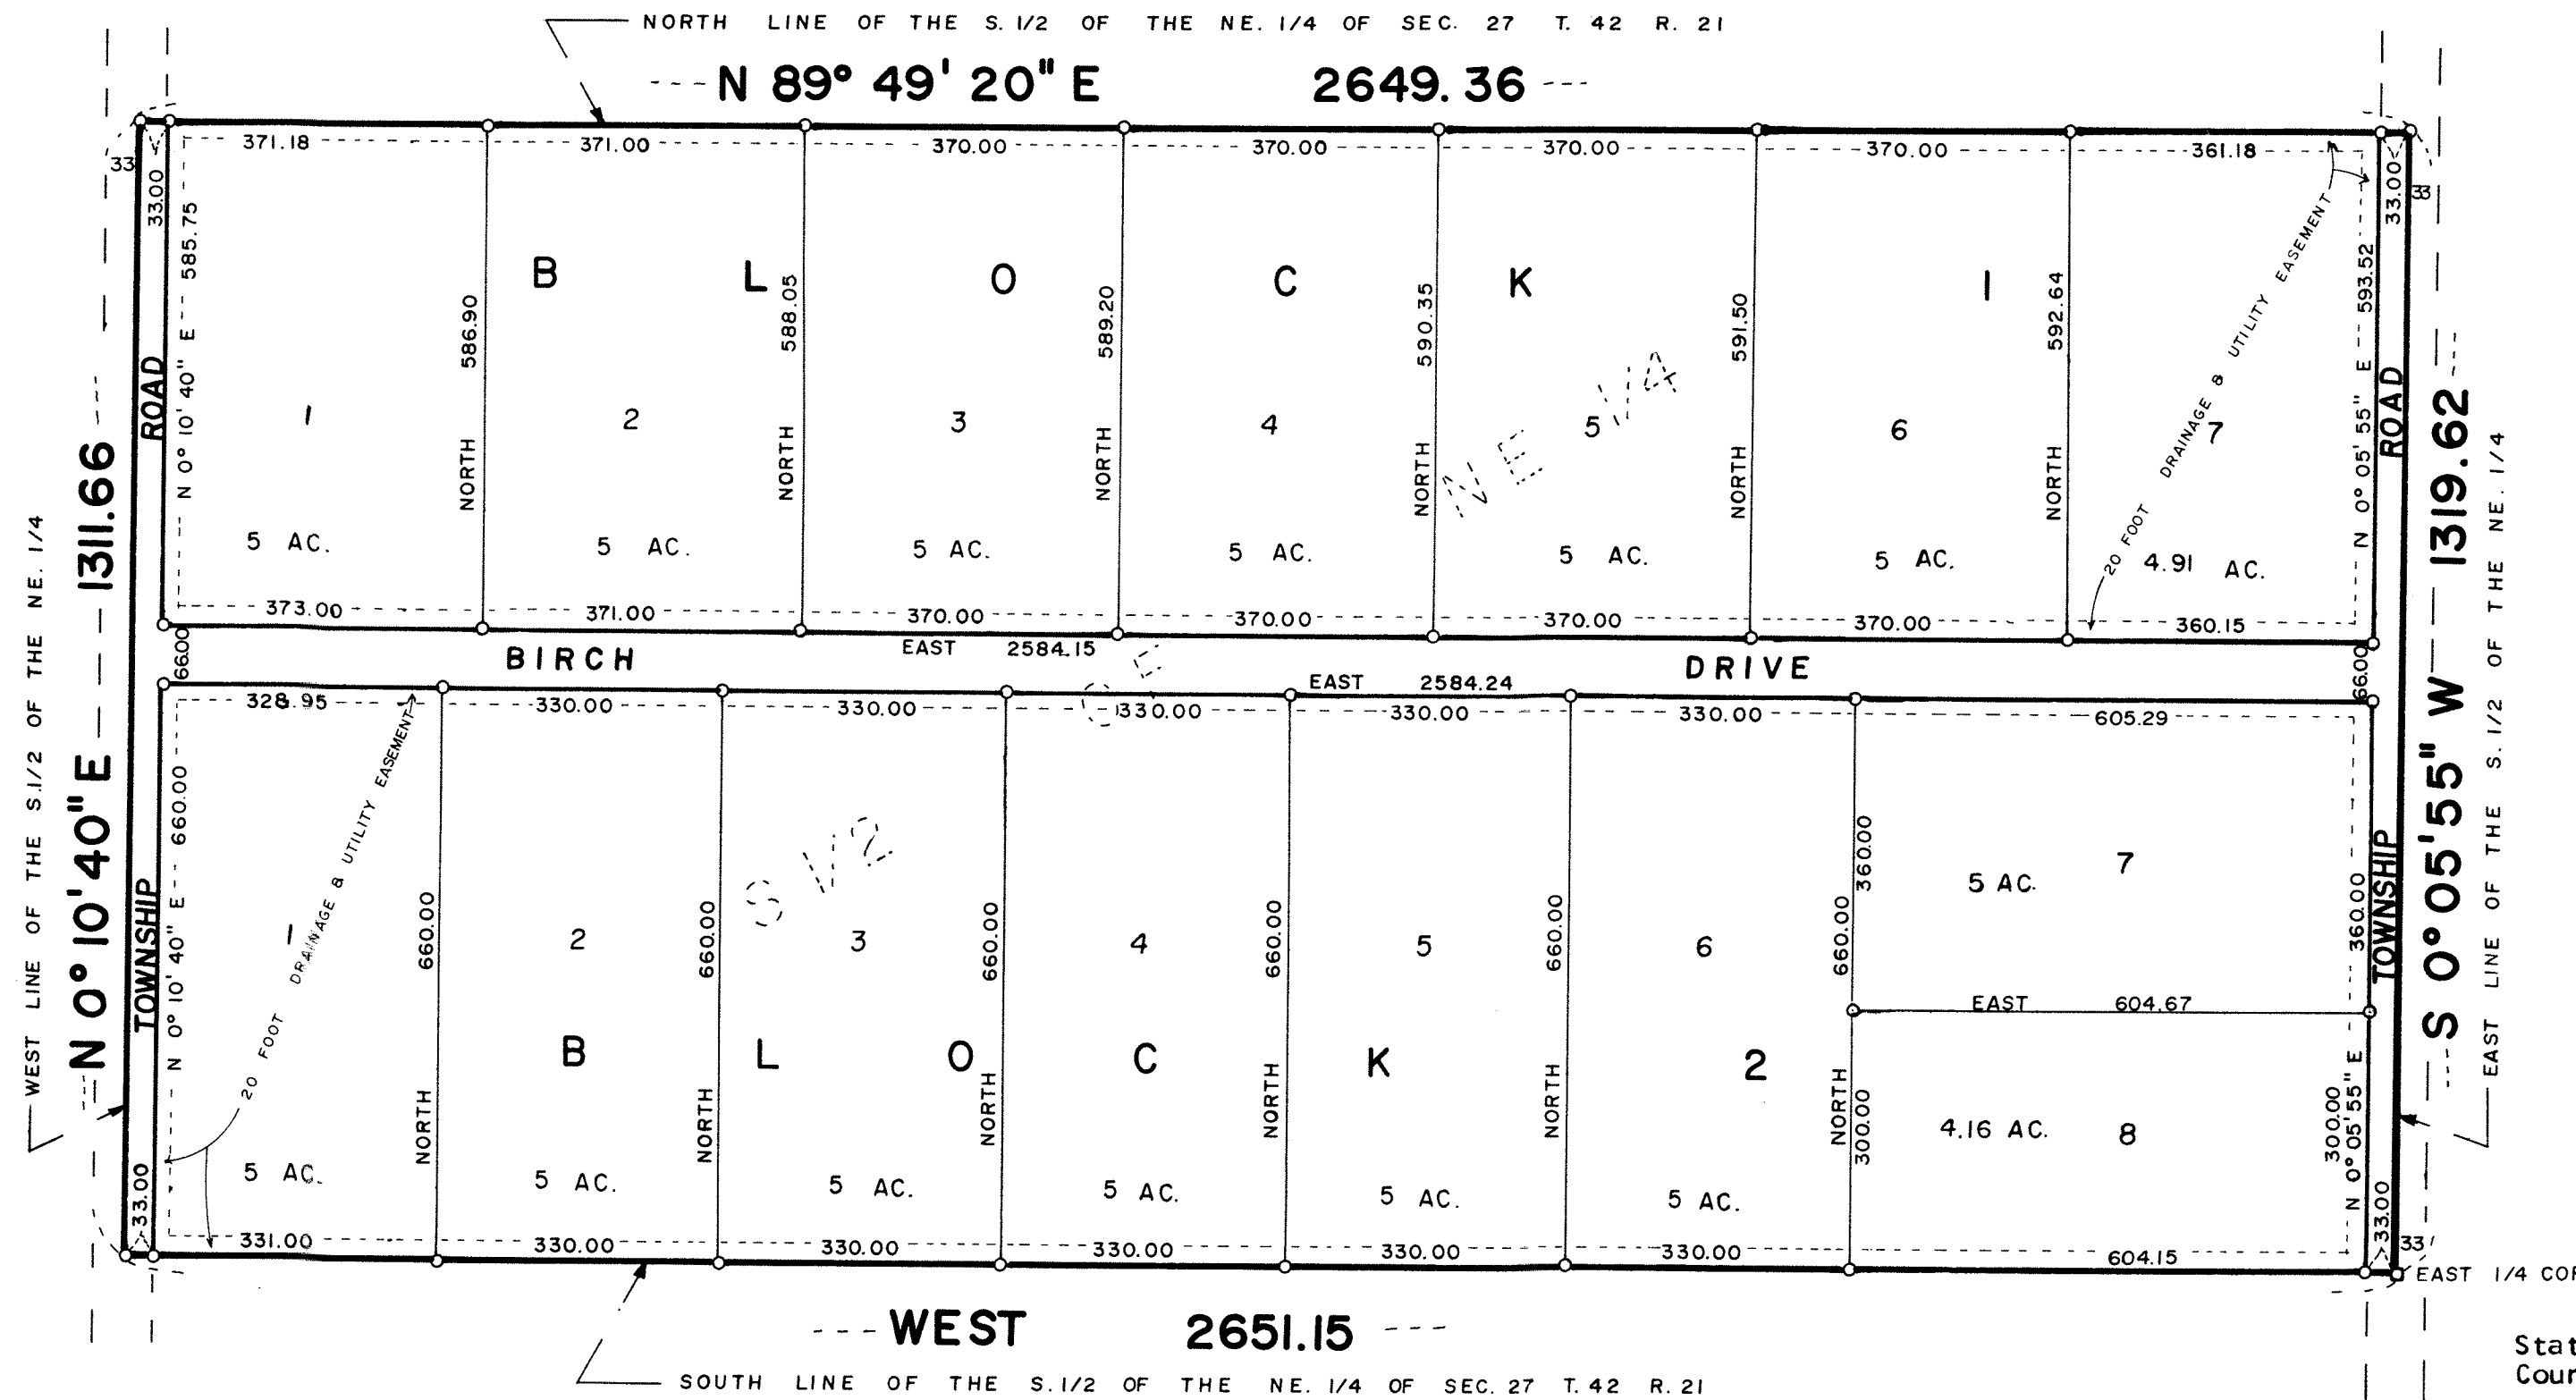 NORTH LINE OF THE S. 1/2 OF THE NE. 1/4 OF SEC. 27 T. 42 R. 21
N 89° 49' 20" E 2649.36
371.18 371.00 370.00 370.00 370.00 370.00 361.18
33 33.00 33.00 33
N 0° 10' 40" E 585.75
586.90 NORTH
588.05 NORTH
589.20 NORTH
590.35 NORTH
591.50 NORTH
592.64 NORTH
N 0° 05' 55" E 593.52
BLOCK 1
NE 1/4
1 2 3 4 5 6 7
20 FOOT DRAINAGE & UTILITY EASEMENT
5 AC. 5 AC. 5 AC. 5 AC. 5 AC. 5 AC. 4.91 AC.
373.00 371.00 370.00 370.00 370.00 370.00 360.15
TOWNSHIP ROAD
N 0° 10' 40" E 1311.66
WEST LINE OF THE S.1/2 OF THE NE. 1/4
TOWNSHIP ROAD
S 0° 05' 55" W 1319.62
EAST LINE OF THE S.1/2 OF THE NE. 1/4
EAST 2584.15
66.00 BIRCH DRIVE 66.00
OF
EAST 2584.24
328.95 330.00 330.00 330.00 330.00 330.00 605.29
N 0° 10' 40" E 660.00
20 FOOT DRAINAGE & UTILITY EASEMENT
S 1/2
660.00 NORTH
660.00 NORTH
660.00 NORTH
660.00 NORTH
660.00 NORTH
660.00 NORTH
360.00
300.00
1 2 3 4 5 6 7
5 AC.
360.00
EAST 604.67
BLOCK 2
4.16 AC. 8
300.00
N 0° 05' 55" E
5 AC. 5 AC. 5 AC. 5 AC. 5 AC. 5 AC.
33.00 33.00 33
331.00 330.00 330.00 330.00 330.00 330.00 604.15
EAST 1/4 COR
WEST 2651.15
SOUTH LINE OF THE S.1/2 OF THE NE. 1/4 OF SEC. 27 T. 42 R. 21
Stat
Coun